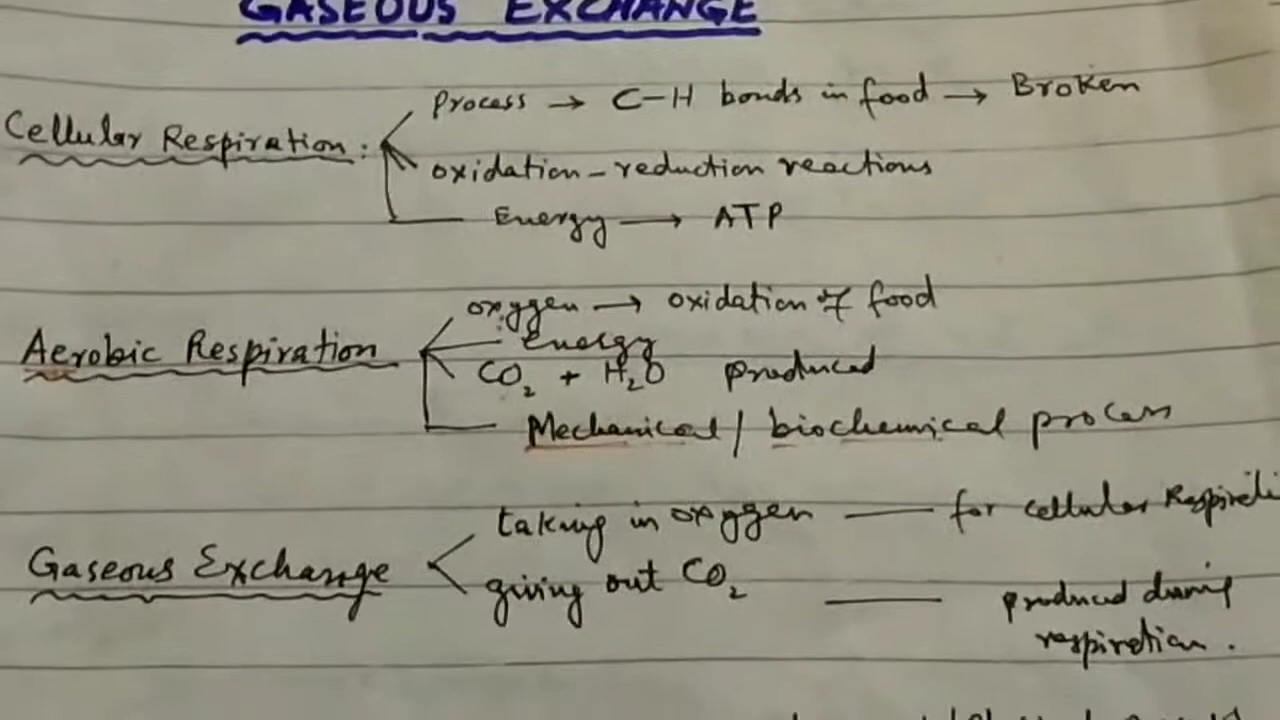 GASEOUS EXCHANGE
Process → C-H bonds in food → Broken
Cellular Respiration:
oxidation-reduction reactions
Energy → ATP
oxygen → oxidation of food
Aerobic Respiration
energy
CO₂ + H₂O produced
Mechanical / biochemical process
taking in oxygen — for cellular
Gaseous Exchange
giving out CO₂ — produced during
respiration.